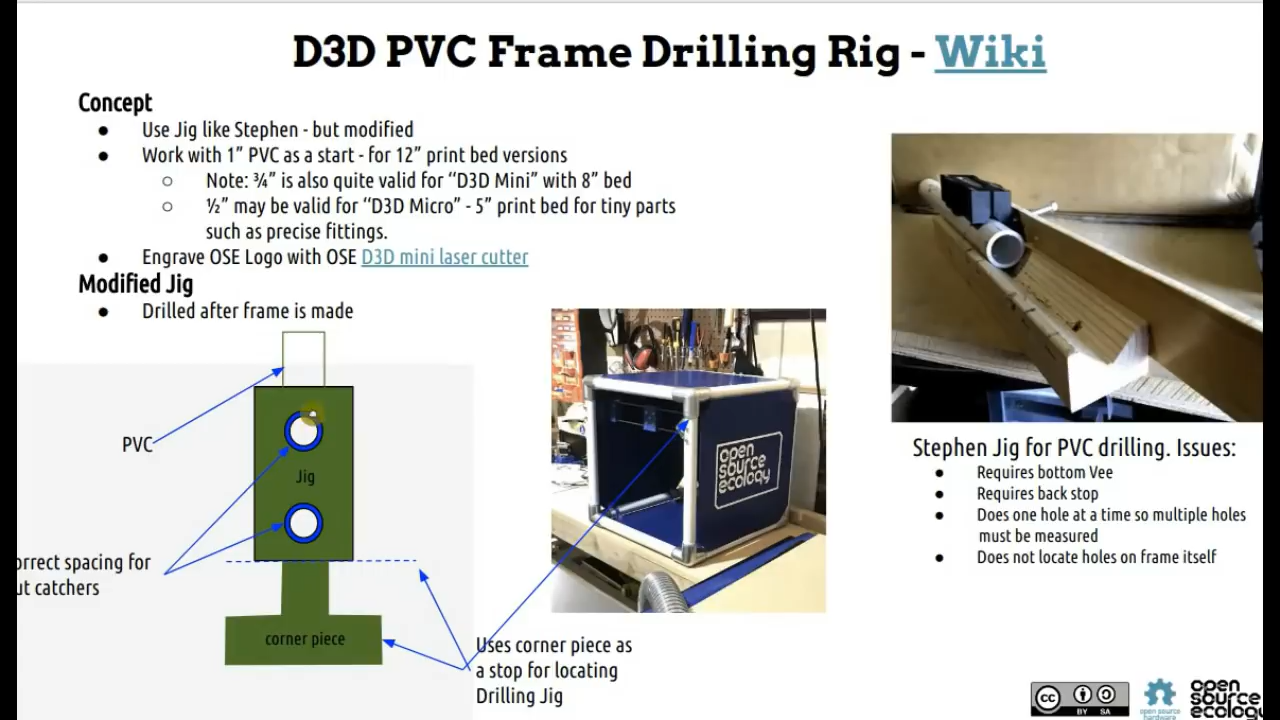 D3D PVC Frame Drilling Rig - Wiki
Concept
● Use Jig like Stephen - but modified
● Work with 1” PVC as a start - for 12” print bed versions
○ Note: ¾” is also quite valid for “D3D Mini” with 8” bed
○ ½” may be valid for “D3D Micro” - 5” print bed for tiny parts
such as precise fittings.
● Engrave OSE Logo with OSE D3D mini laser cutter
Modified Jig
● Drilled after frame is made
PVC
Jig
orrect spacing for
ut catchers
corner piece
Uses corner piece as
a stop for locating
Drilling Jig
open
source
ecology
Stephen Jig for PVC drilling. Issues:
● Requires bottom Vee
● Requires back stop
● Does one hole at a time so multiple holes
must be measured
● Does not locate holes on frame itself
cc
BY SA
open source
hardware
open
source
ecology